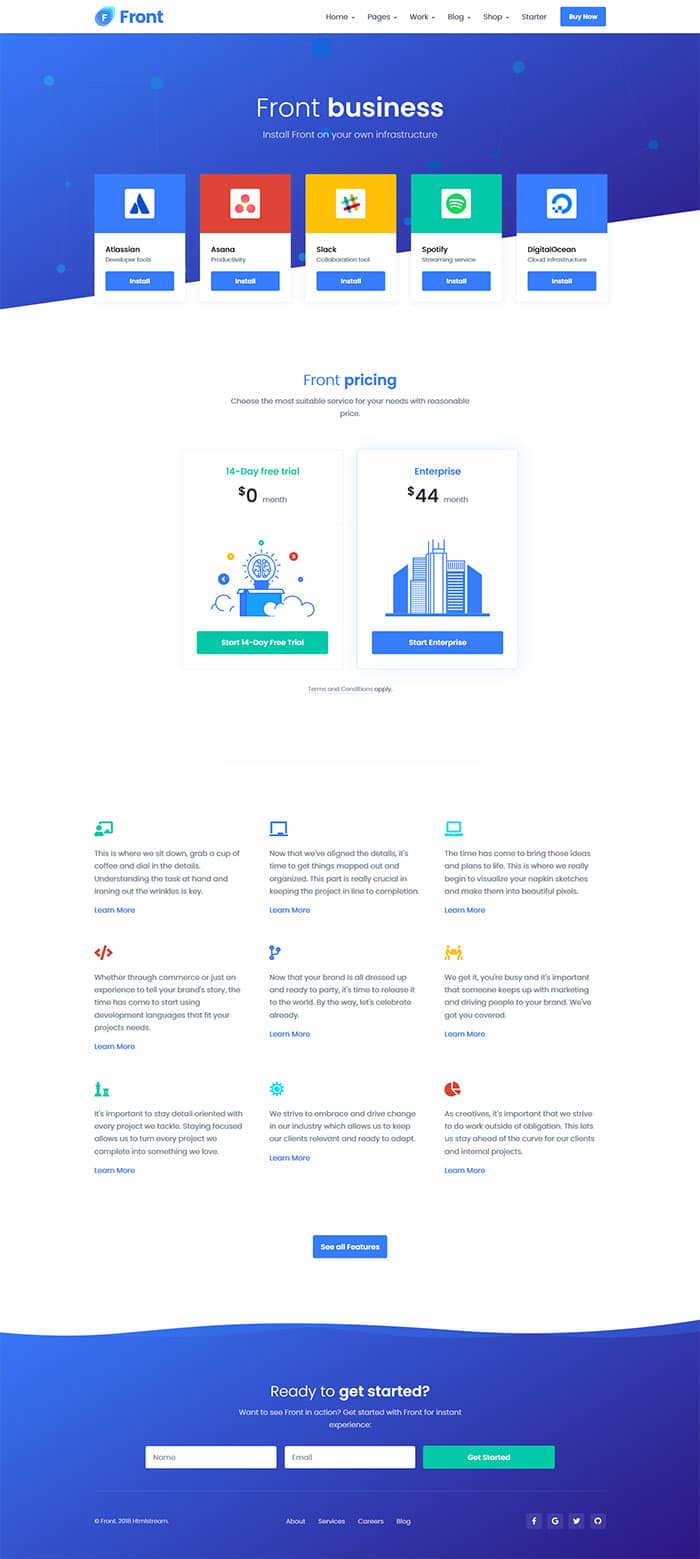 Front
Home Pages Work Blog Shop Starter Buy Now
Front business
Install Front on your own infrastructure
Atlassian
Developer tools
Install
Asana
Productivity
Install
Slack
Collaboration tool
Install
Spotify
Streaming service
Install
DigitalOcean
Cloud infrastructure
Install
Front pricing
Choose the most suitable service for your needs with reasonable
price.
14-Day free trial
$0 month
Start 14-Day Free Trial
Enterprise
$44 month
Start Enterprise
Terms and Conditions apply.
This is where we sit down, grab a cup of
coffee and dial in the details.
Understanding the task at hand and
ironing out the wrinkles is key.
Learn More
Now that we've aligned the details, it's
time to get things mapped out and
organized. This part is really crucial in
keeping the project in line to completion.
Learn More
The time has come to bring those ideas
and plans to life. This is where we really
begin to visualize your napkin sketches
and make them into beautiful pixels.
Learn More
Whether through commerce or just an
experience to tell your brand's story, the
time has come to start using
development languages that fit your
projects needs.
Learn More
Now that your brand is all dressed up
and ready to party, it's time to release it
to the world. By the way, let's celebrate
already.
Learn More
We get it, you're busy and it's important
that someone keeps up with marketing
and driving people to your brand. We've
got you covered.
Learn More
It's important to stay detail oriented with
every project we tackle. Staying focused
allows us to turn every project we
complete into something we love.
Learn More
We strive to embrace and drive change
in our industry which allows us to keep
our clients relevant and ready to adapt.
Learn More
As creatives, it's important that we strive
to do work outside of obligation. This lets
us stay ahead of the curve for our clients
and internal projects.
Learn More
See all Features
Ready to get started?
Want to see Front in action? Get started with Front for instant
experience:
Name Email Get Started
© Front. 2018 Htmlstream. About Services Careers Blog